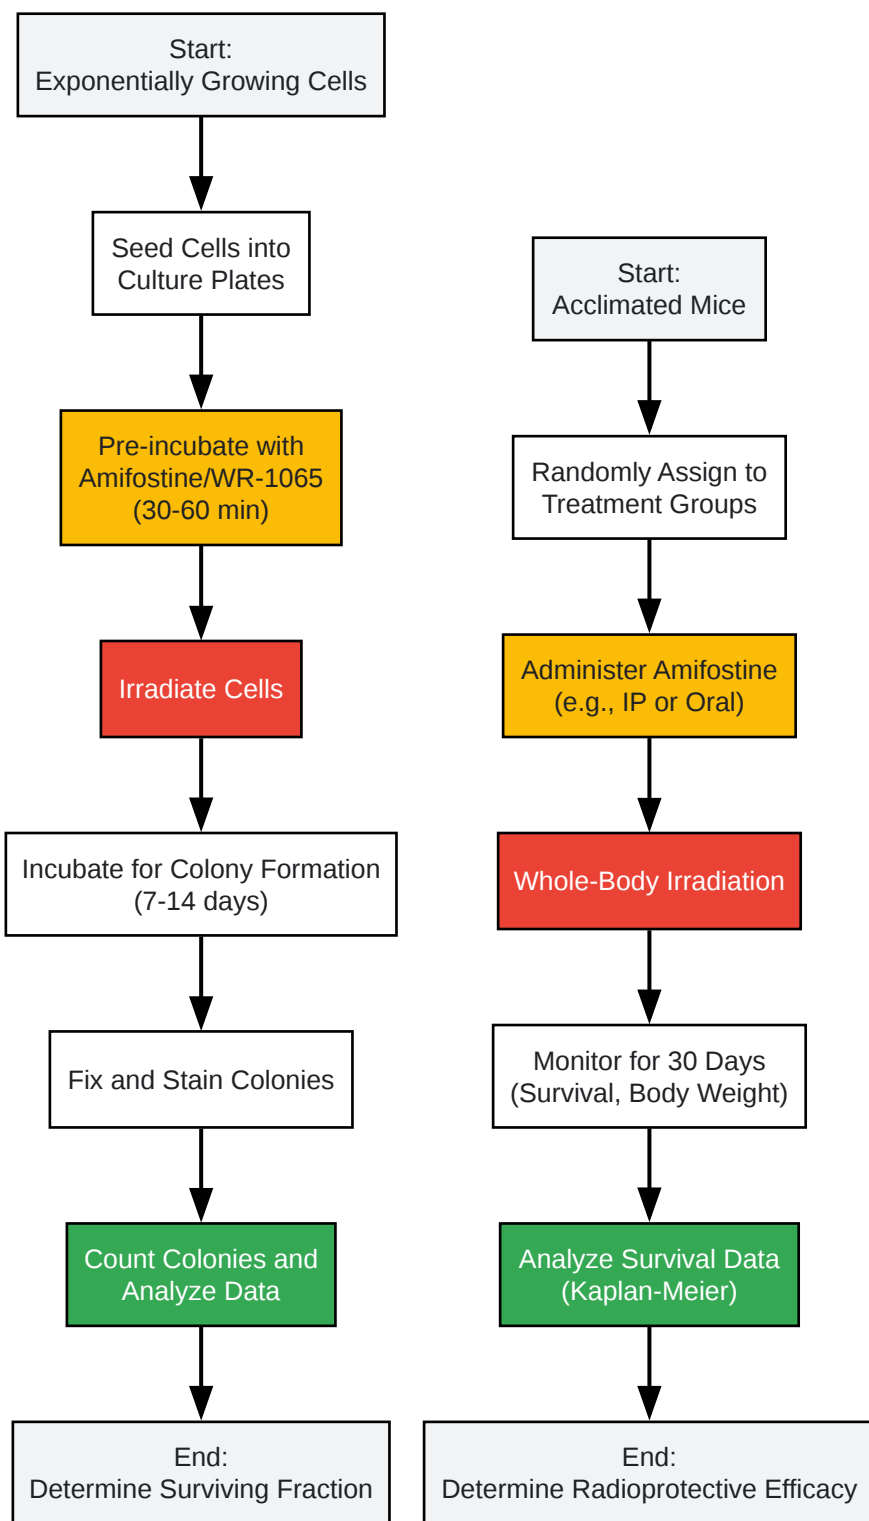 Start:
Exponentially Growing Cells
Seed Cells into
Culture Plates
Pre-incubate with
Amifostine/WR-1065
(30-60 min)
Irradiate Cells
Incubate for Colony Formation
(7-14 days)
Fix and Stain Colonies
Count Colonies and
Analyze Data
End:
Determine Surviving Fraction
Start:
Acclimated Mice
Randomly Assign to
Treatment Groups
Administer Amifostine
(e.g., IP or Oral)
Whole-Body Irradiation
Monitor for 30 Days
(Survival, Body Weight)
Analyze Survival Data
(Kaplan-Meier)
End:
Determine Radioprotective Efficacy